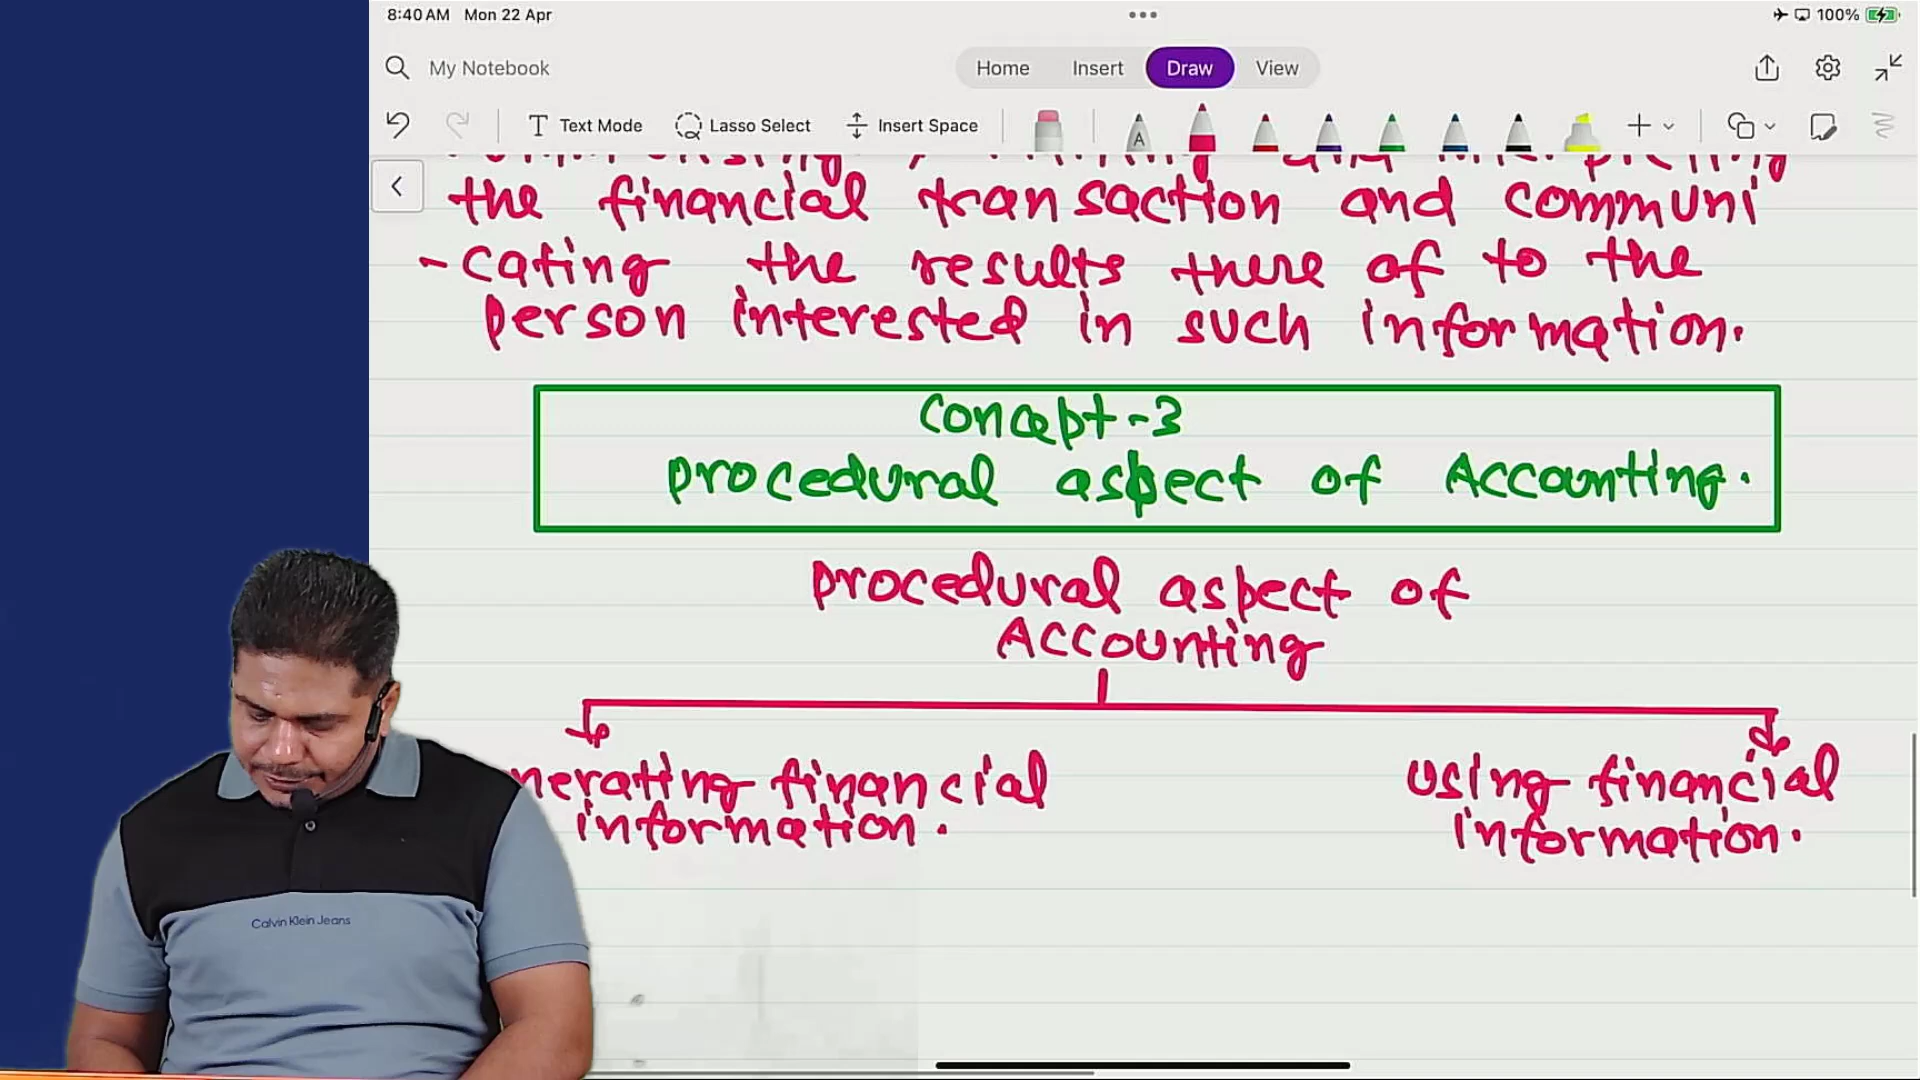 8:40 AM Mon 22 Apr
100%
My Notebook
Home Insert Draw View
Text Mode Lasso Select Insert Space
A
the financial transaction and communi
-cating the results there of to the
person interested in such information.
Concept-3
procedural aspect of Accounting.
procedural aspect of
Accounting
nerating financial
information.
using financial
information.
Calvin Klein Jeans